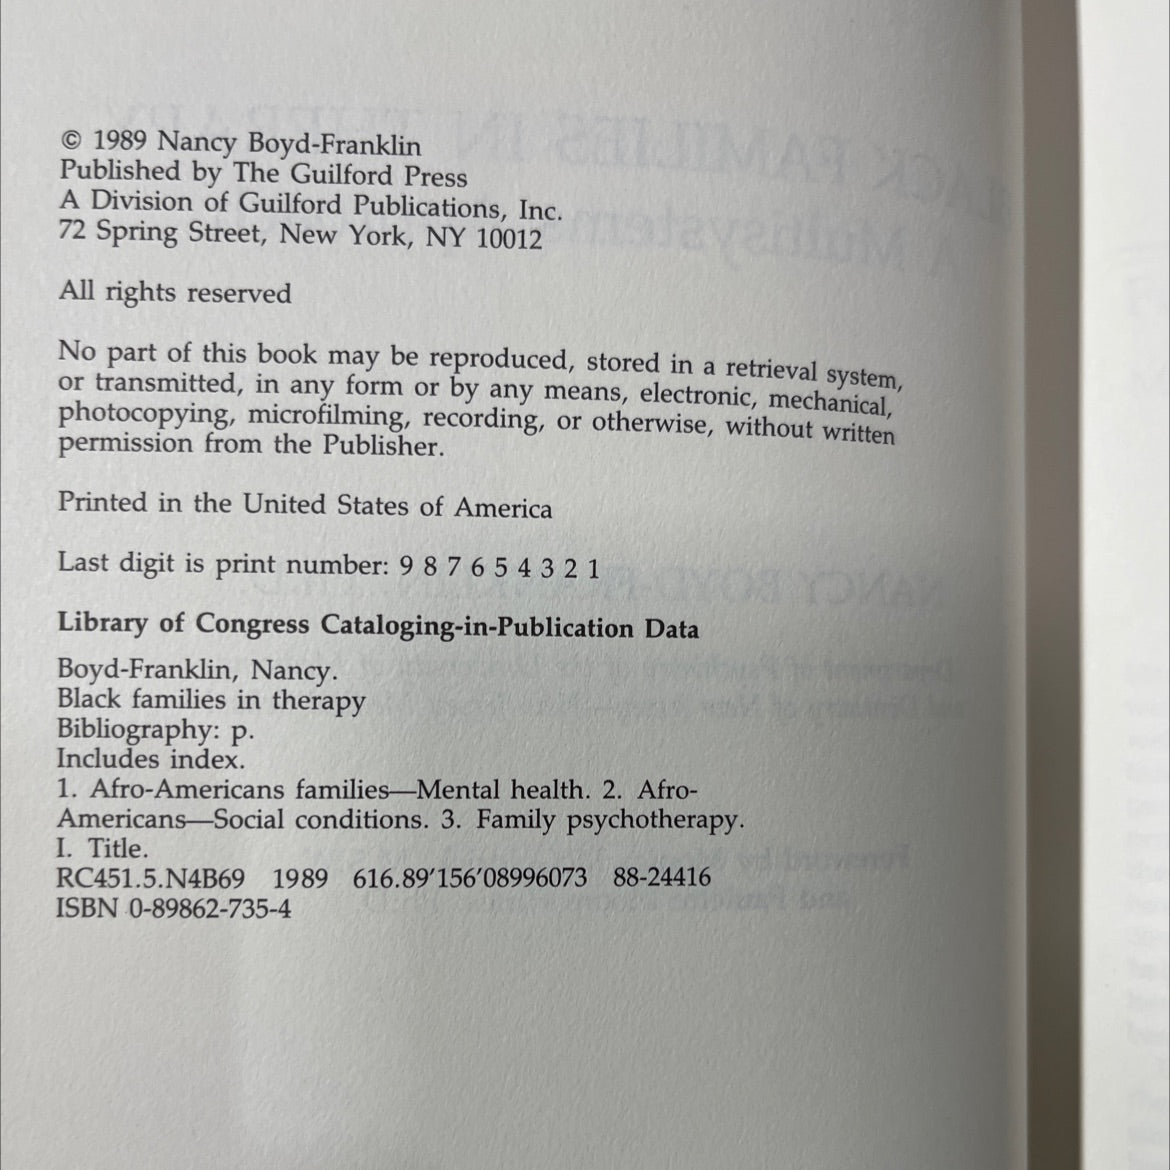 © 1989 Nancy Boyd-Franklin
Published by The Guilford Press
A Division of Guilford Publications, Inc.
72 Spring Street, New York, NY 10012
All rights reserved
No part of this book may be reproduced, stored in a retrieval system,
or transmitted, in any form or by any means, electronic, mechanical,
photocopying, microfilming, recording, or otherwise, without written
permission from the Publisher.
Printed in the United States of America
Last digit is print number: 9 8 7 6 5 4 3 2 1
Library of Congress Cataloging-in-Publication Data
Boyd-Franklin, Nancy.
Black families in therapy
Bibliography: p.
Includes index.
1. Afro-Americans families—Mental health. 2. Afro-
Americans—Social conditions. 3. Family psychotherapy.
I. Title.
RC451.5.N4B69 1989 616.89′156′08996073 88-24416
ISBN 0-89862-735-4